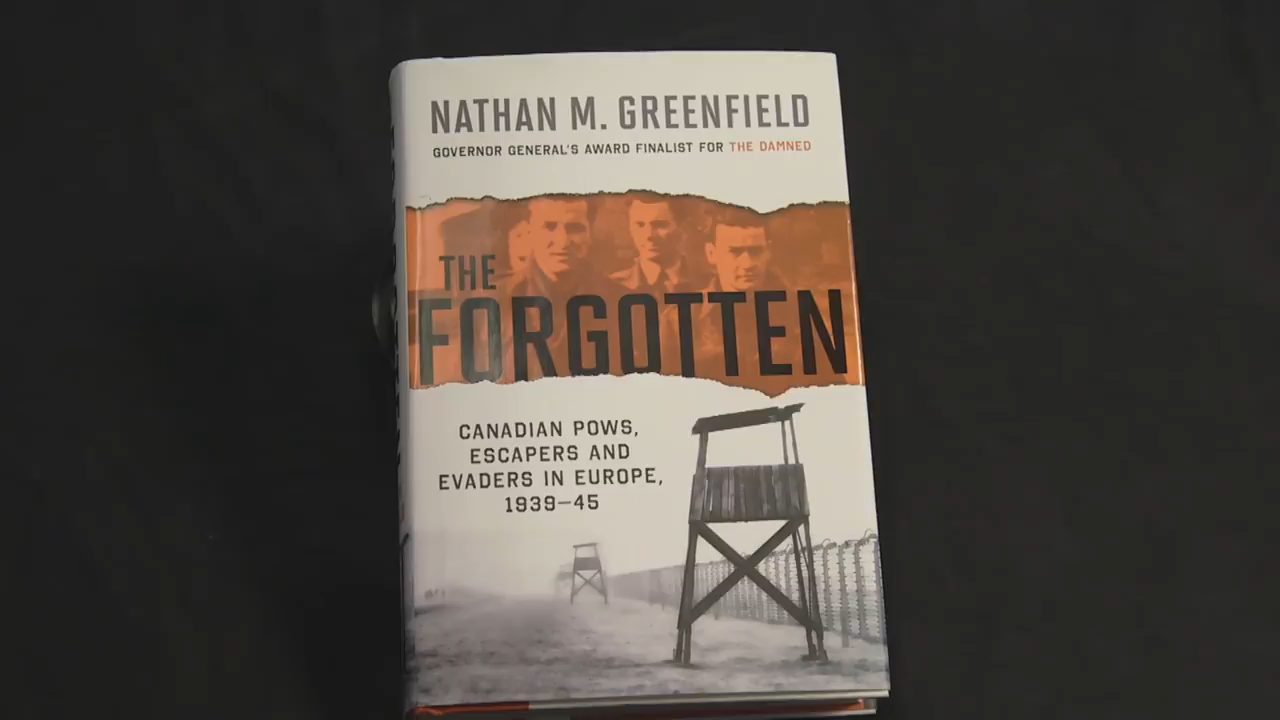 NATHAN M. GREENFIELD
GOVERNOR GENERAL'S AWARD FINALIST FOR THE DAMNED
THE
FORGOTTEN
CANADIAN POWS,
ESCAPERS AND
EVADERS IN EUROPE,
1939–45